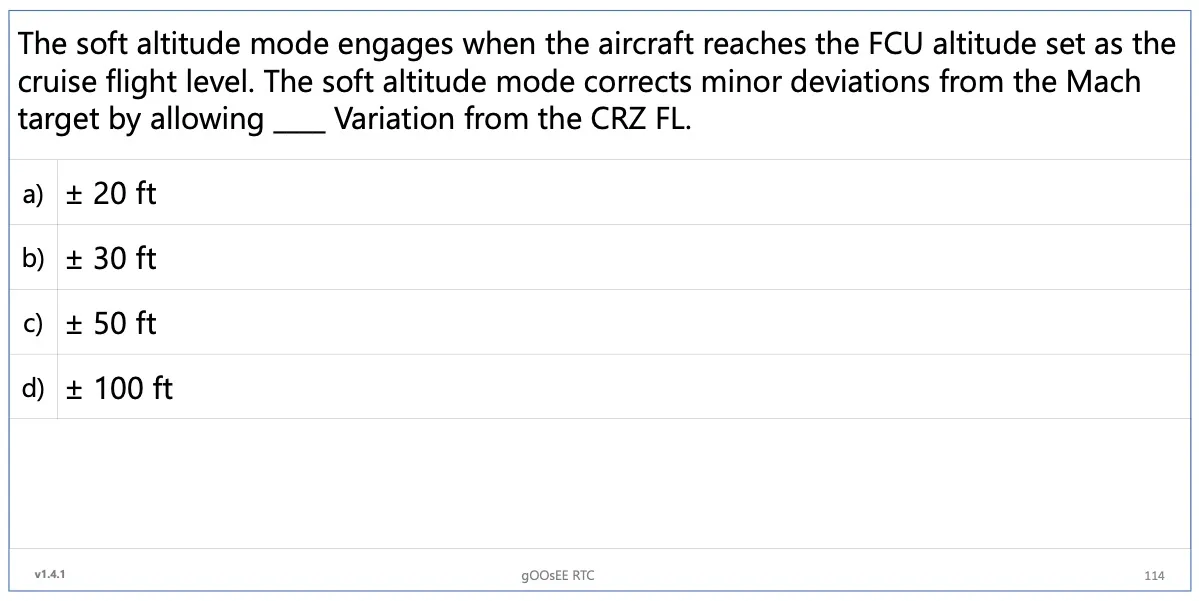 The soft altitude mode engages when the aircraft reaches the FCU altitude set as the
cruise flight level. The soft altitude mode corrects minor deviations from the Mach
target by allowing ____ Variation from the CRZ FL.
a) ± 20 ft
b) ± 30 ft
c) ± 50 ft
d) ± 100 ft
v1.4.1 gOOsEE RTC 114